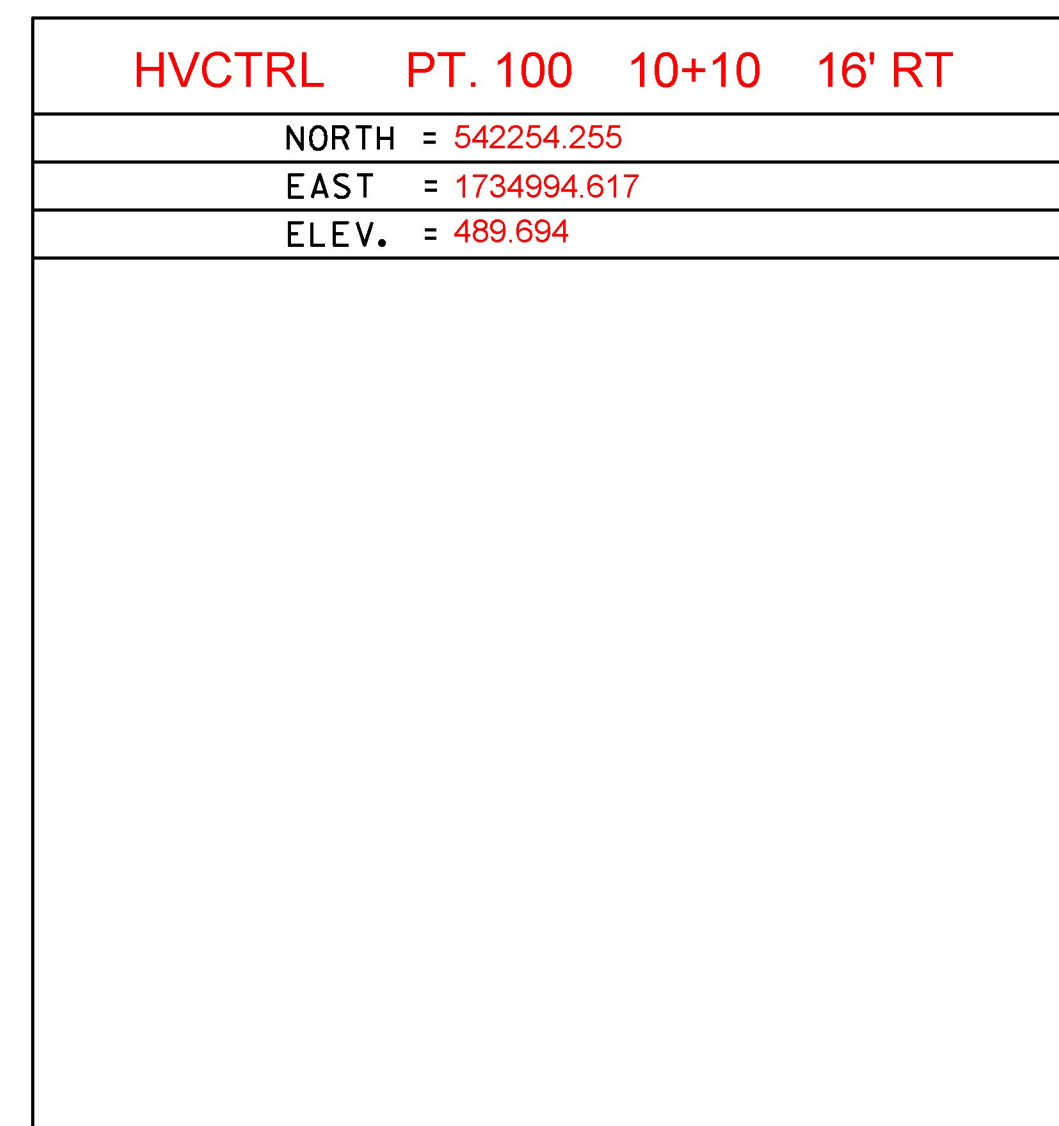 HVCTRL PT. 100 10+10 16' RT
NORTH = 542254.255
EAST = 1734994.617
ELEV. = 489.694